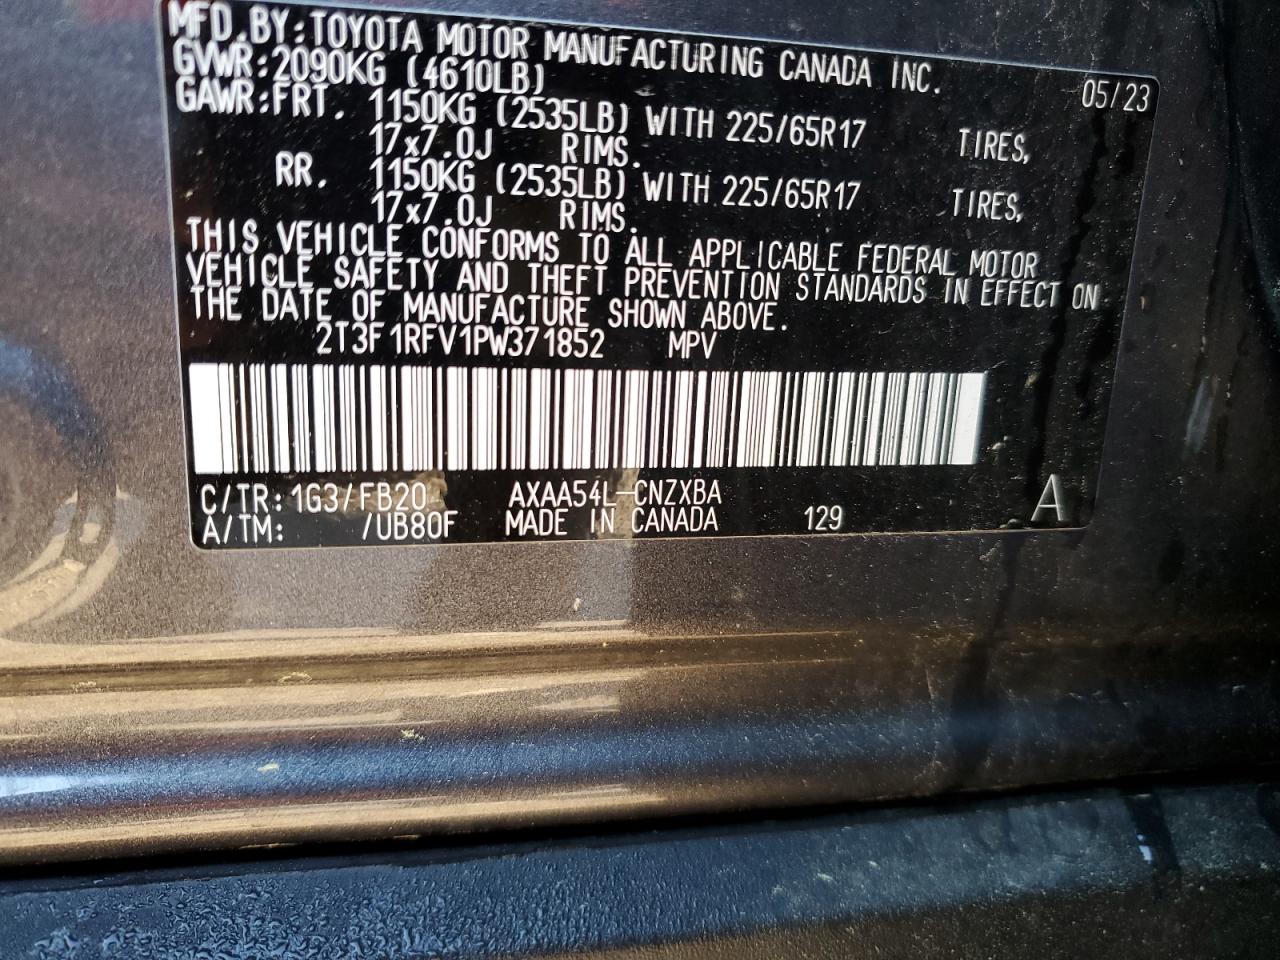 MFD.BY:TOYOTA MOTOR MANUFACTURING CANADA INC. 05/23
GVWR:2090KG (4610LB)
GAWR:FRT. 1150KG (2535LB) WITH 225/65R17 TIRES,
17x7.0J RIMS.
RR. 1150KG (2535LB) WITH 225/65R17 TIRES,
17x7.0J RIMS.
THIS VEHICLE CONFORMS TO ALL APPLICABLE FEDERAL MOTOR
VEHICLE SAFETY AND THEFT PREVENTION STANDARDS IN EFFECT ON
THE DATE OF MANUFACTURE SHOWN ABOVE.
2T3F1RFV1PW371852 MPV
C/TR:1G3/FB20 AXAA54L-CNZXBA A
A/TM: /UB80F MADE IN CANADA 129